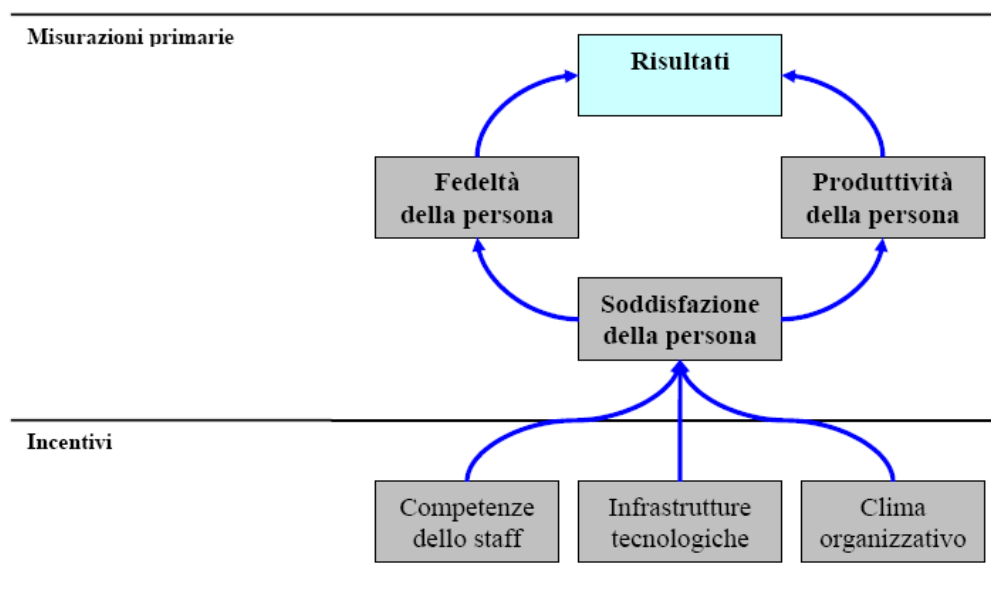 Misurazioni primarie
Risultati
Fedeltà
della persona
Produttività
della persona
Soddisfazione
della persona
Incentivi
Competenze
dello staff
Infrastrutture
tecnologiche
Clima
organizzativo